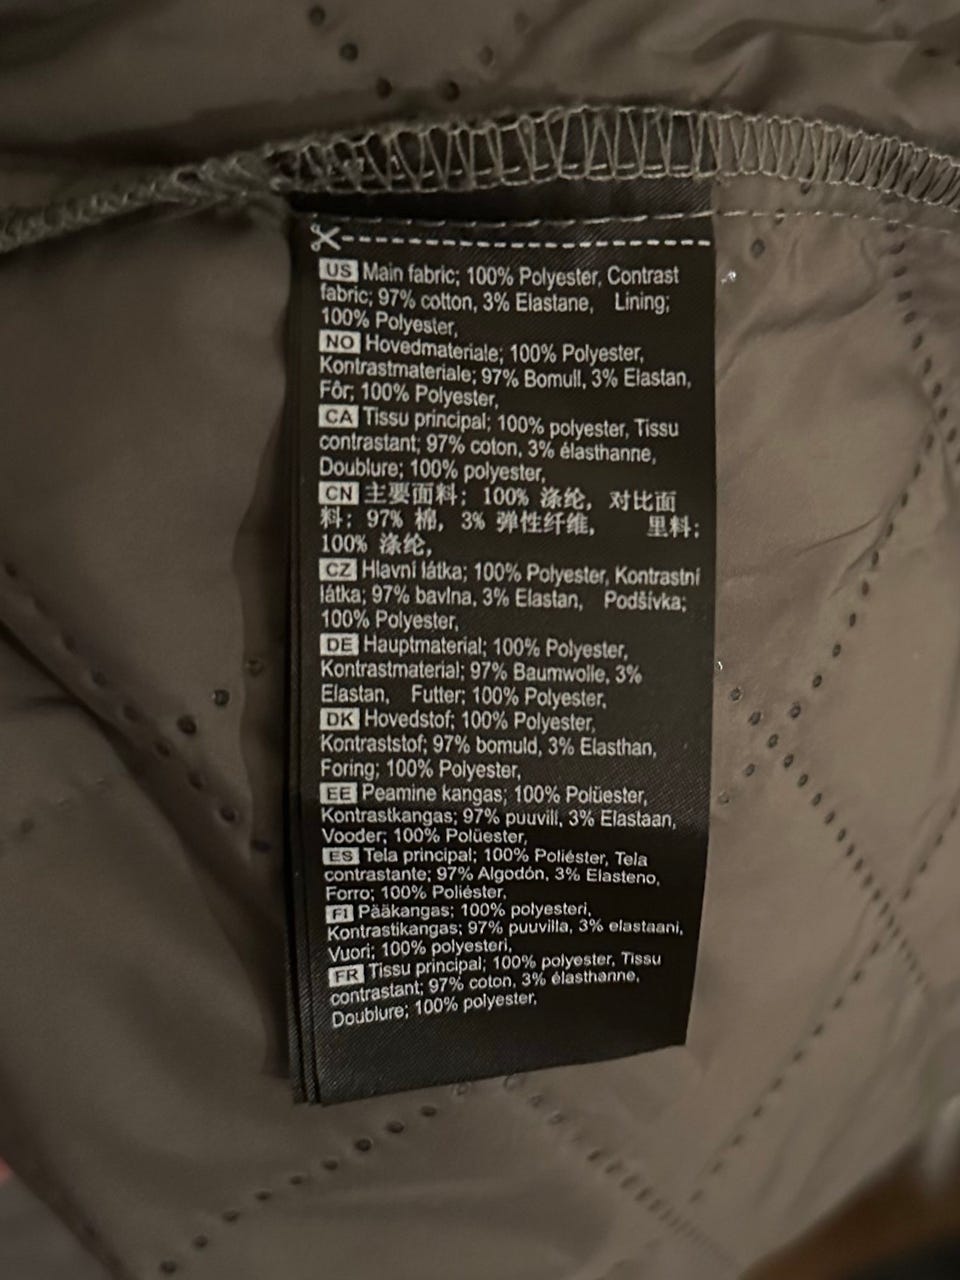 US Main fabric; 100% Polyester, Contrast
fabric; 97% cotton, 3% Elastane, Lining;
100% Polyester,
NO Hovedmateriale; 100% Polyester,
Kontrastmateriale; 97% Bomull, 3% Elastan,
Fôr; 100% Polyester,
CA Tissu principal; 100% polyester, Tissu
contrastant; 97% coton, 3% élasthanne,
Doublure; 100% polyester,
CN 主要面料; 100% 涤纶, 对比面
料; 97% 棉, 3% 弹性纤维, 里料;
100% 涤纶,
CZ Hlavní látka; 100% Polyester, Kontrastní
látka; 97% bavlna, 3% Elastan, Podšívka;
100% Polyester,
DE Hauptmaterial; 100% Polyester,
Kontrastmaterial; 97% Baumwolle, 3%
Elastan, Futter; 100% Polyester,
DK Hovedstof; 100% Polyester,
Kontraststof; 97% bomuld, 3% Elasthan,
Foring; 100% Polyester,
EE Peamine kangas; 100% Polüester,
Kontrastkangas; 97% puuvill, 3% Elastaan,
Vooder; 100% Polüester,
ES Tela principal; 100% Poliéster, Tela
contrastante; 97% Algodón, 3% Elasteno,
Forro; 100% Poliéster,
FI Pääkangas; 100% polyesteri,
Kontrastikangas; 97% puuvilla, 3% elastaani,
Vuori; 100% polyesteri,
FR Tissu principal; 100% polyester, Tissu
contrastant; 97% coton, 3% élasthanne,
Doublure; 100% polyester,